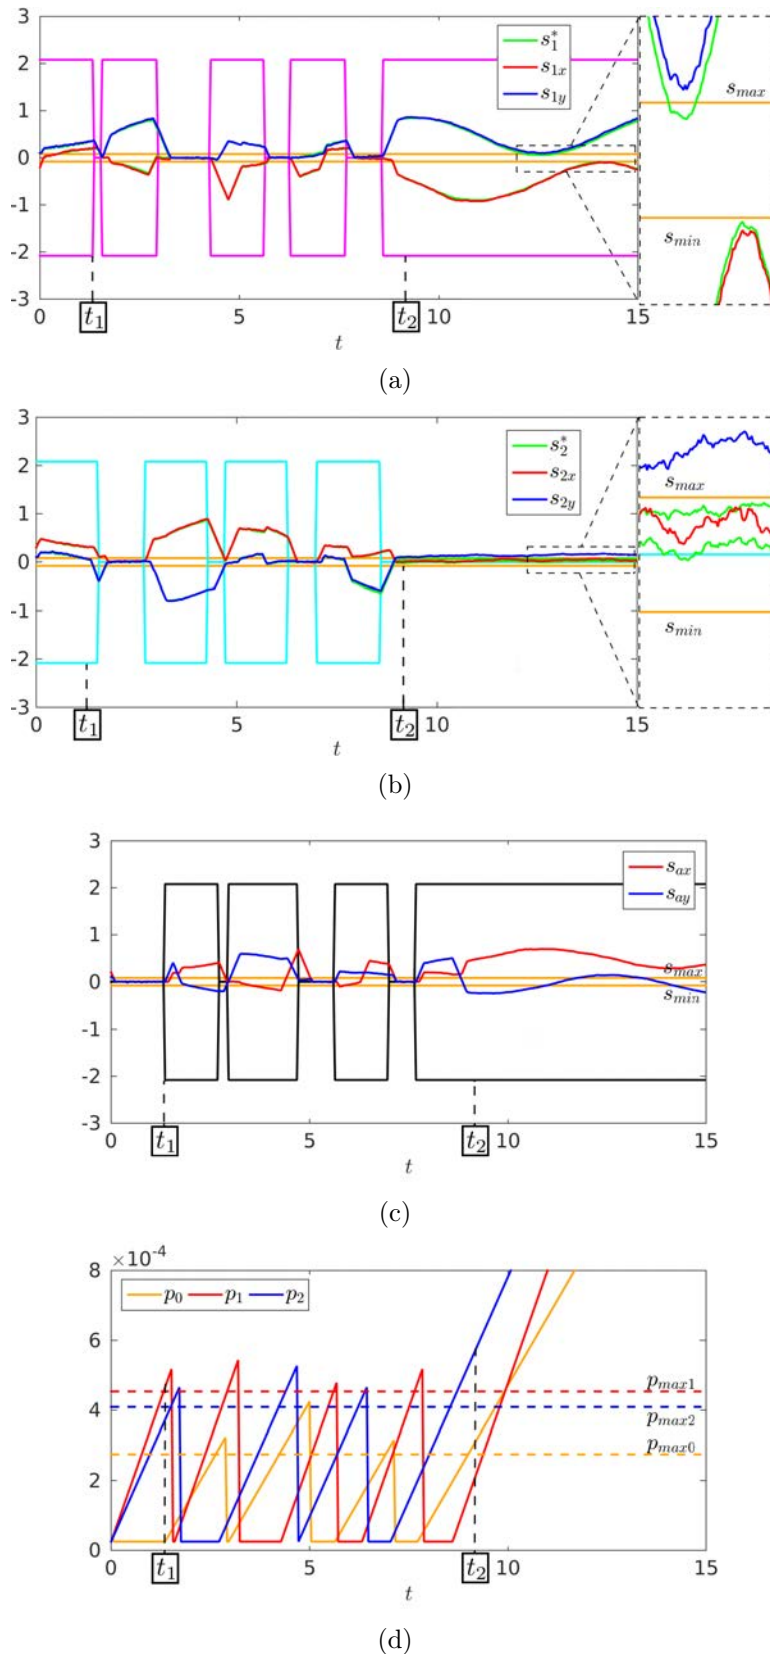 3
2
1
0
-1
-2
-3
s*1
s1x
s1y
smax
smin
0
5
10
15
t1
t2
t
(a)
3
2
1
0
-1
-2
-3
s*2
s2x
s2y
smax
smin
0
5
10
15
t1
t2
t
(b)
3
2
1
0
-1
-2
-3
sax
say
smax
smin
0
5
10
15
t1
t2
t
(c)
×10-4
8
6
4
2
0
p0 p1 p2
pmax1
pmax2
pmax0
0
5
10
15
t1
t2
t
(d)